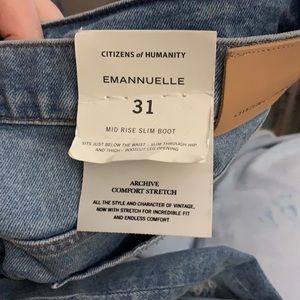 CITIZENS of HUMANITY
EMANNUELLE
31
MID RISE SLIM BOOT
SITS JUST BELOW THE WAIST - SLIM THROUGH HIP
AND THIGH - BOOTCUT LEG OPENING
ARCHIVE
COMFORT STRETCH
ALL THE STYLE AND CHARACTER OF VINTAGE,
NOW WITH STRETCH FOR INCREDIBLE FIT
AND ENDLESS COMFORT
CITIZENS